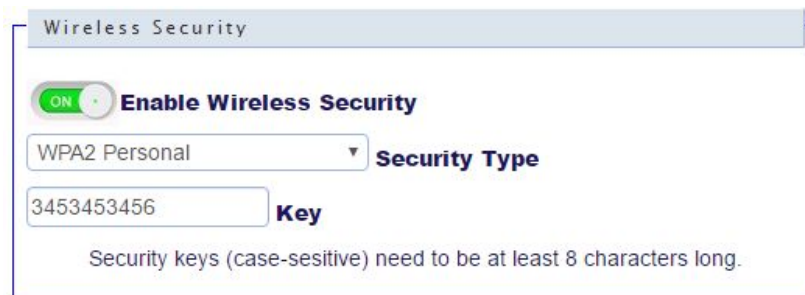 Wireless Security
ON Enable Wireless Security
WPA2 Personal Security Type
3453453456 Key
Security keys (case-sesitive) need to be at least 8 characters long.